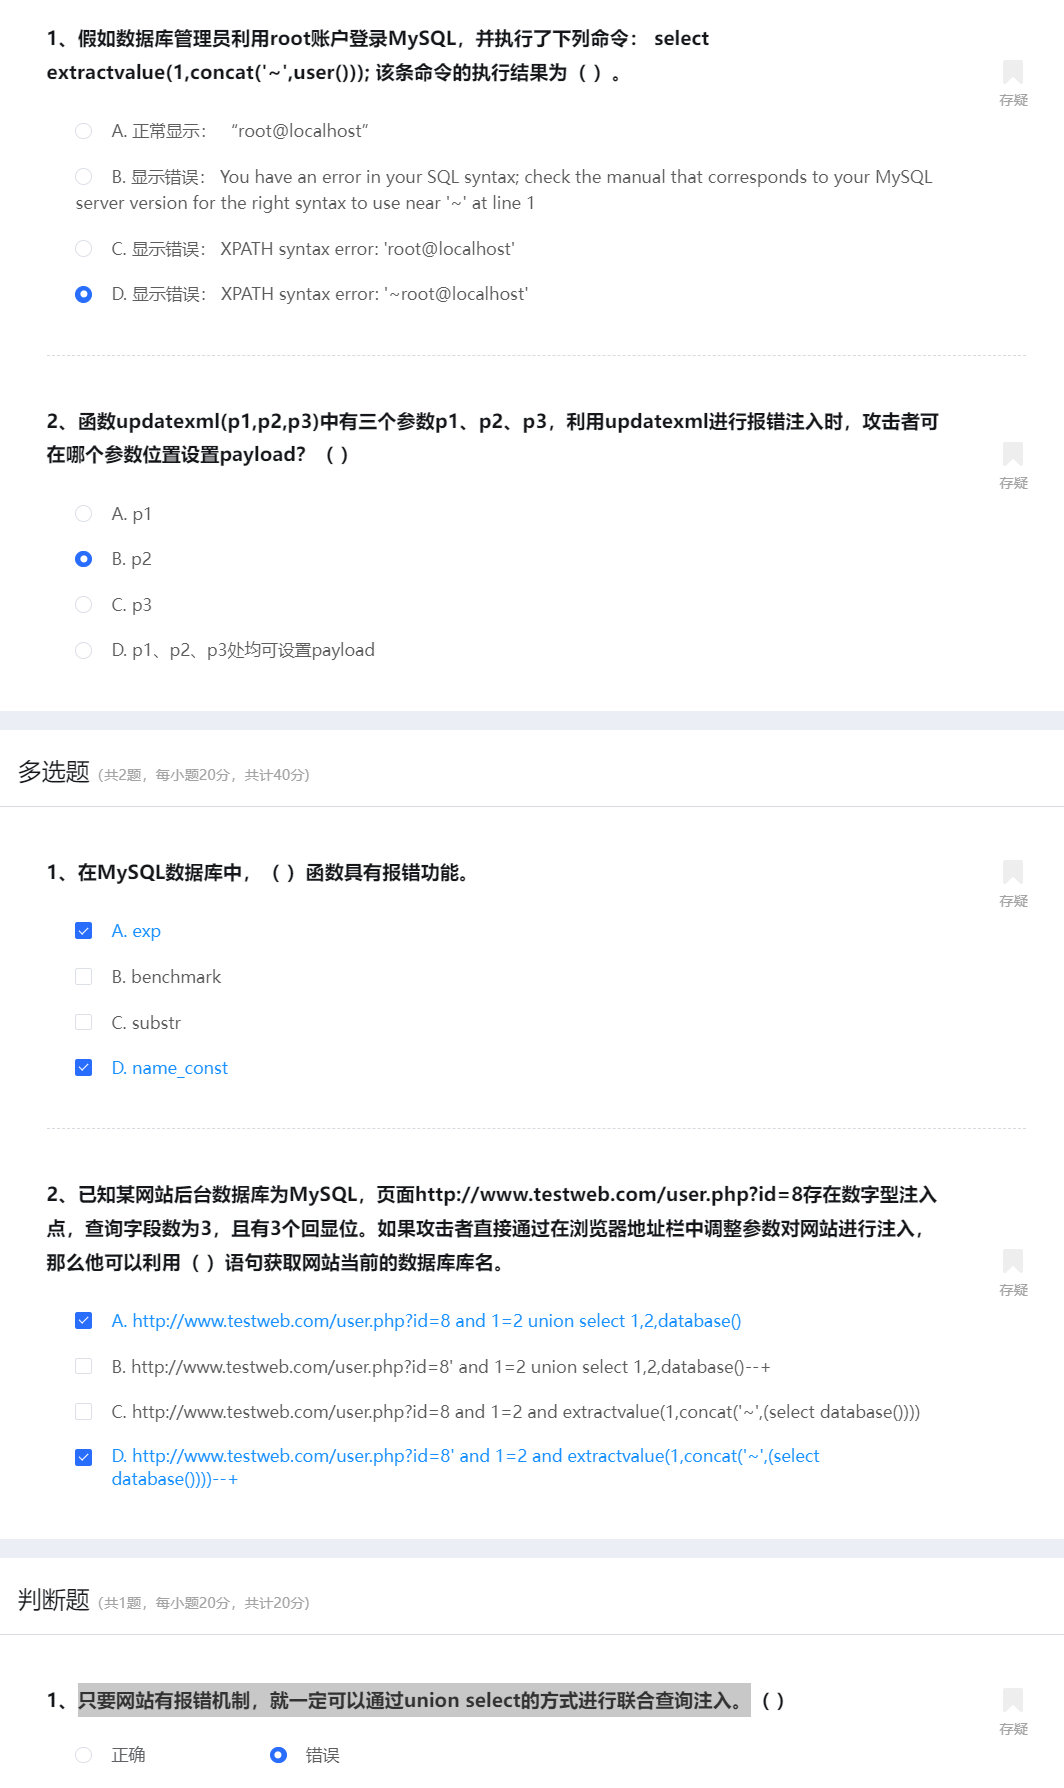 1、假如数据库管理员利用root账户登录MySQL，并执行了下列命令： select
extractvalue(1,concat('~',user())); 该条命令的执行结果为（ ）。
存疑
A. 正常显示： “root@localhost”
B. 显示错误： You have an error in your SQL syntax; check the manual that corresponds to your MySQL
server version for the right syntax to use near '~' at line 1
C. 显示错误： XPATH syntax error: 'root@localhost'
D. 显示错误： XPATH syntax error: '~root@localhost'
2、函数updatexml(p1,p2,p3)中有三个参数p1、p2、p3，利用updatexml进行报错注入时，攻击者可
在哪个参数位置设置payload？（ ）
存疑
A. p1
B. p2
C. p3
D. p1、p2、p3处均可设置payload
多选题 (共2题，每小题20分，共计40分)
1、在MySQL数据库中，（ ）函数具有报错功能。
存疑
A. exp
B. benchmark
C. substr
D. name_const
2、已知某网站后台数据库为MySQL，页面http://www.testweb.com/user.php?id=8存在数字型注入
点，查询字段数为3，且有3个回显位。如果攻击者直接通过在浏览器地址栏中调整参数对网站进行注入，
那么他可以利用（ ）语句获取网站当前的数据库库名。
存疑
A. http://www.testweb.com/user.php?id=8 and 1=2 union select 1,2,database()
B. http://www.testweb.com/user.php?id=8' and 1=2 union select 1,2,database()--+
C. http://www.testweb.com/user.php?id=8 and 1=2 and extractvalue(1,concat('~',(select database())))
D. http://www.testweb.com/user.php?id=8' and 1=2 and extractvalue(1,concat('~',(select
database())))--+
判断题 (共1题，每小题20分，共计20分)
1、只要网站有报错机制，就一定可以通过union select的方式进行联合查询注入。（ ）
存疑
正确 错误